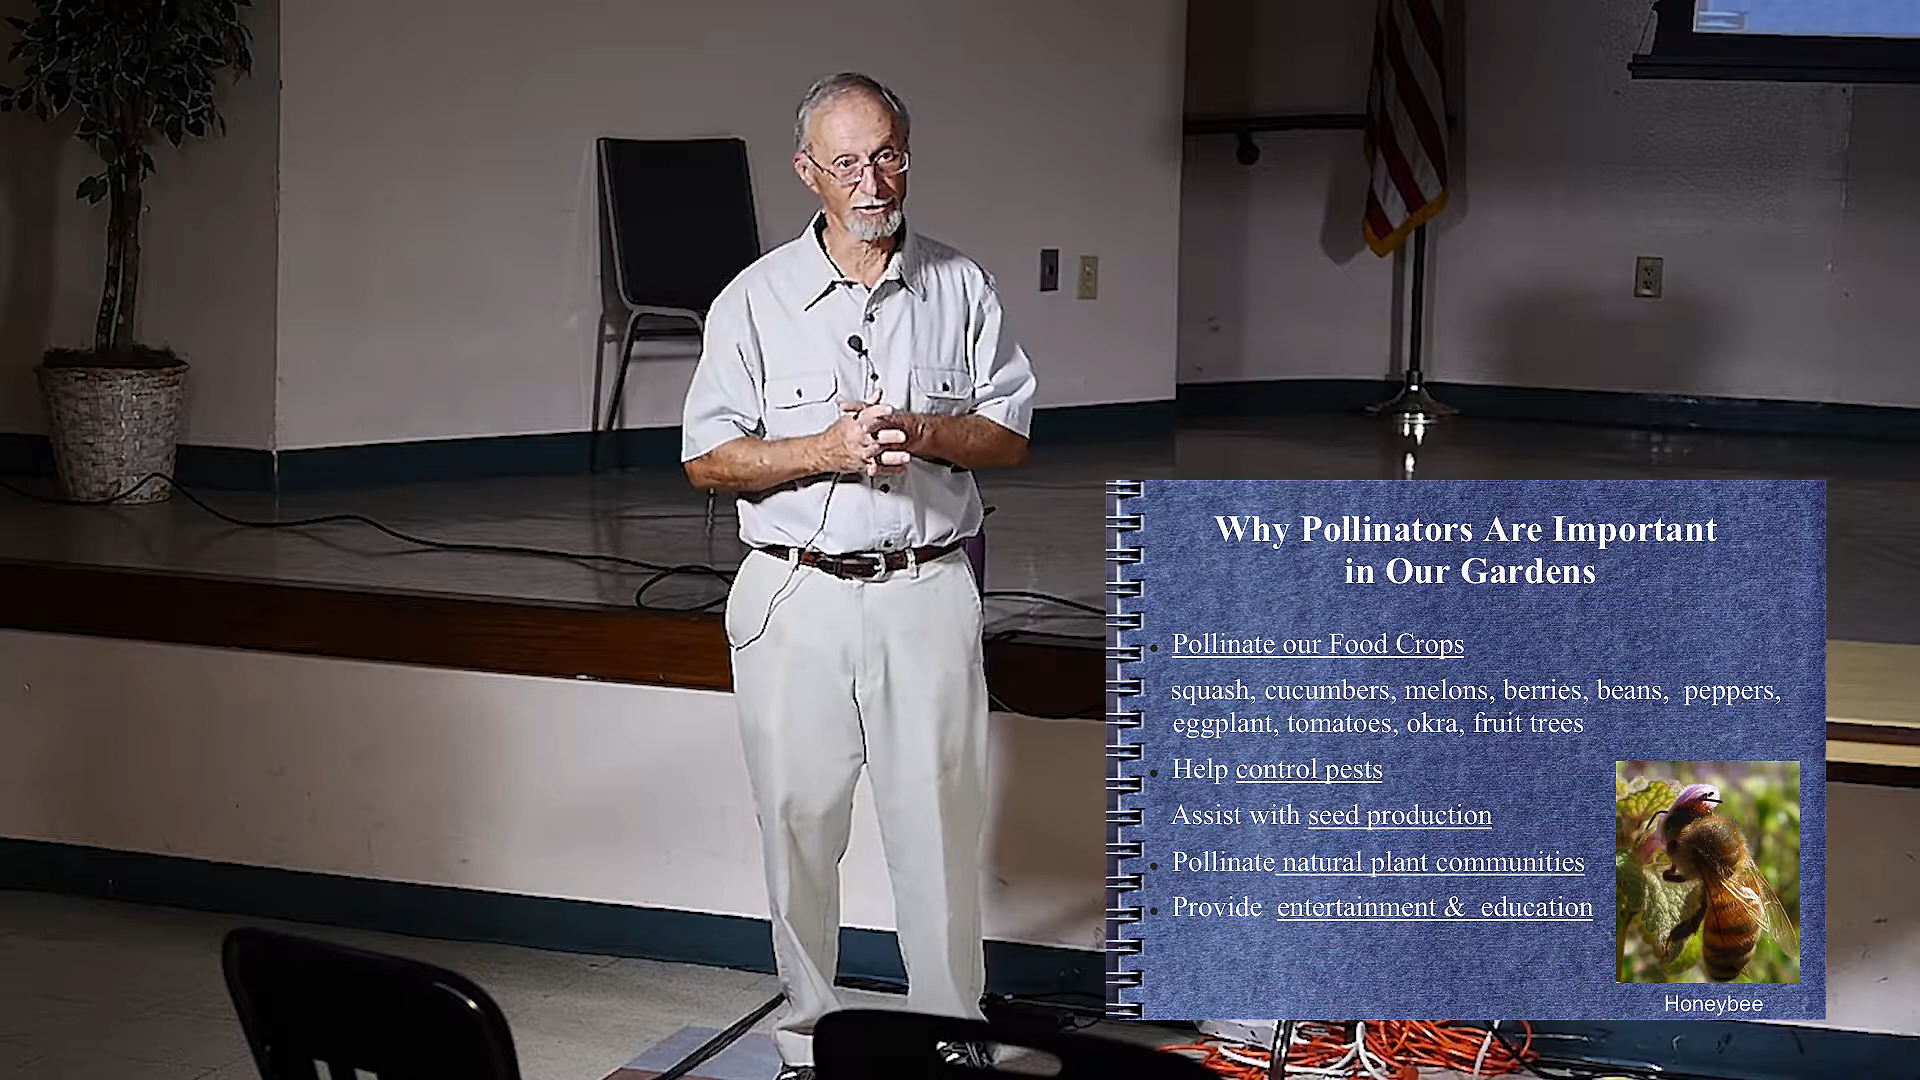 Why Pollinators Are Important
in Our Gardens
Pollinate our Food Crops
squash, cucumbers, melons, berries, beans, peppers,
eggplant, tomatoes, okra, fruit trees
Help control pests
Assist with seed production
Pollinate natural plant communities
Provide entertainment & education
Honeybee